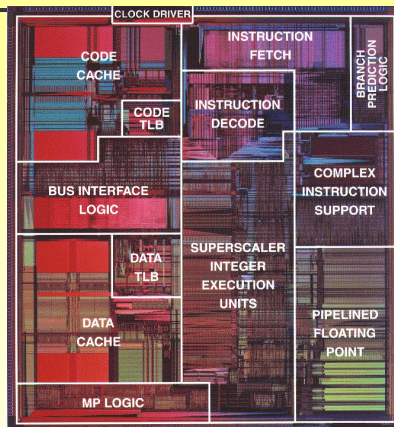 CLOCK DRIVER
CODE
CACHE
CODE
TLB
INSTRUCTION
FETCH
BRANCH
PREDICTION
LOGIC
INSTRUCTION
DECODE
BUS INTERFACE
LOGIC
COMPLEX
INSTRUCTION
SUPPORT
DATA
TLB
SUPERSCALER
INTEGER
EXECUTION
UNITS
DATA
CACHE
PIPELINED
FLOATING
POINT
MP LOGIC